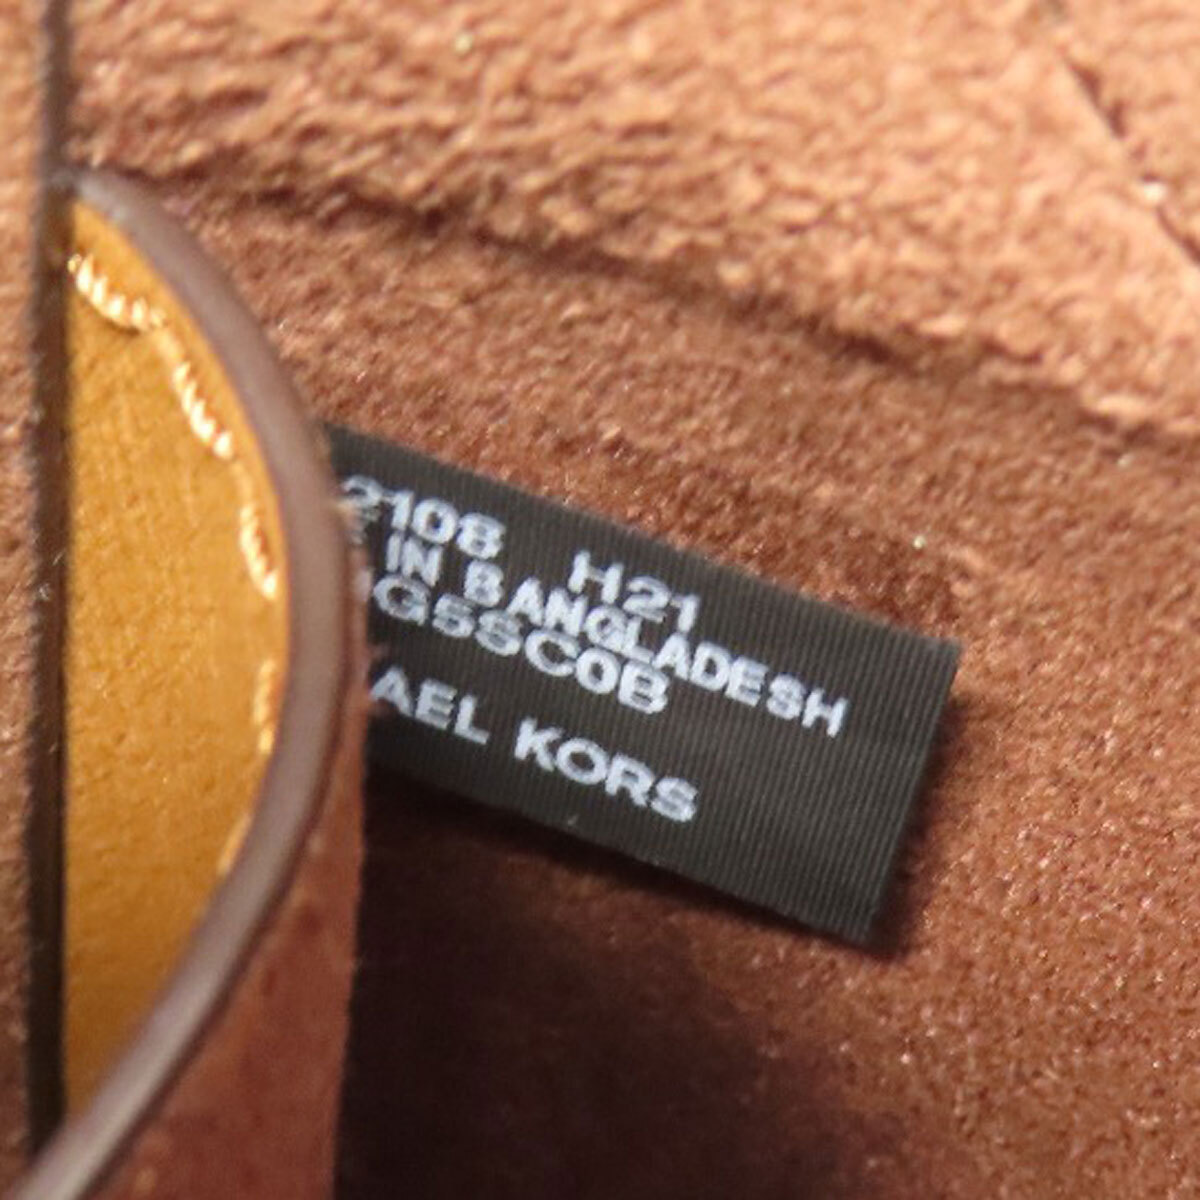 2108 H21
IN BANGLADESH
G5SC0B
AEL KORS